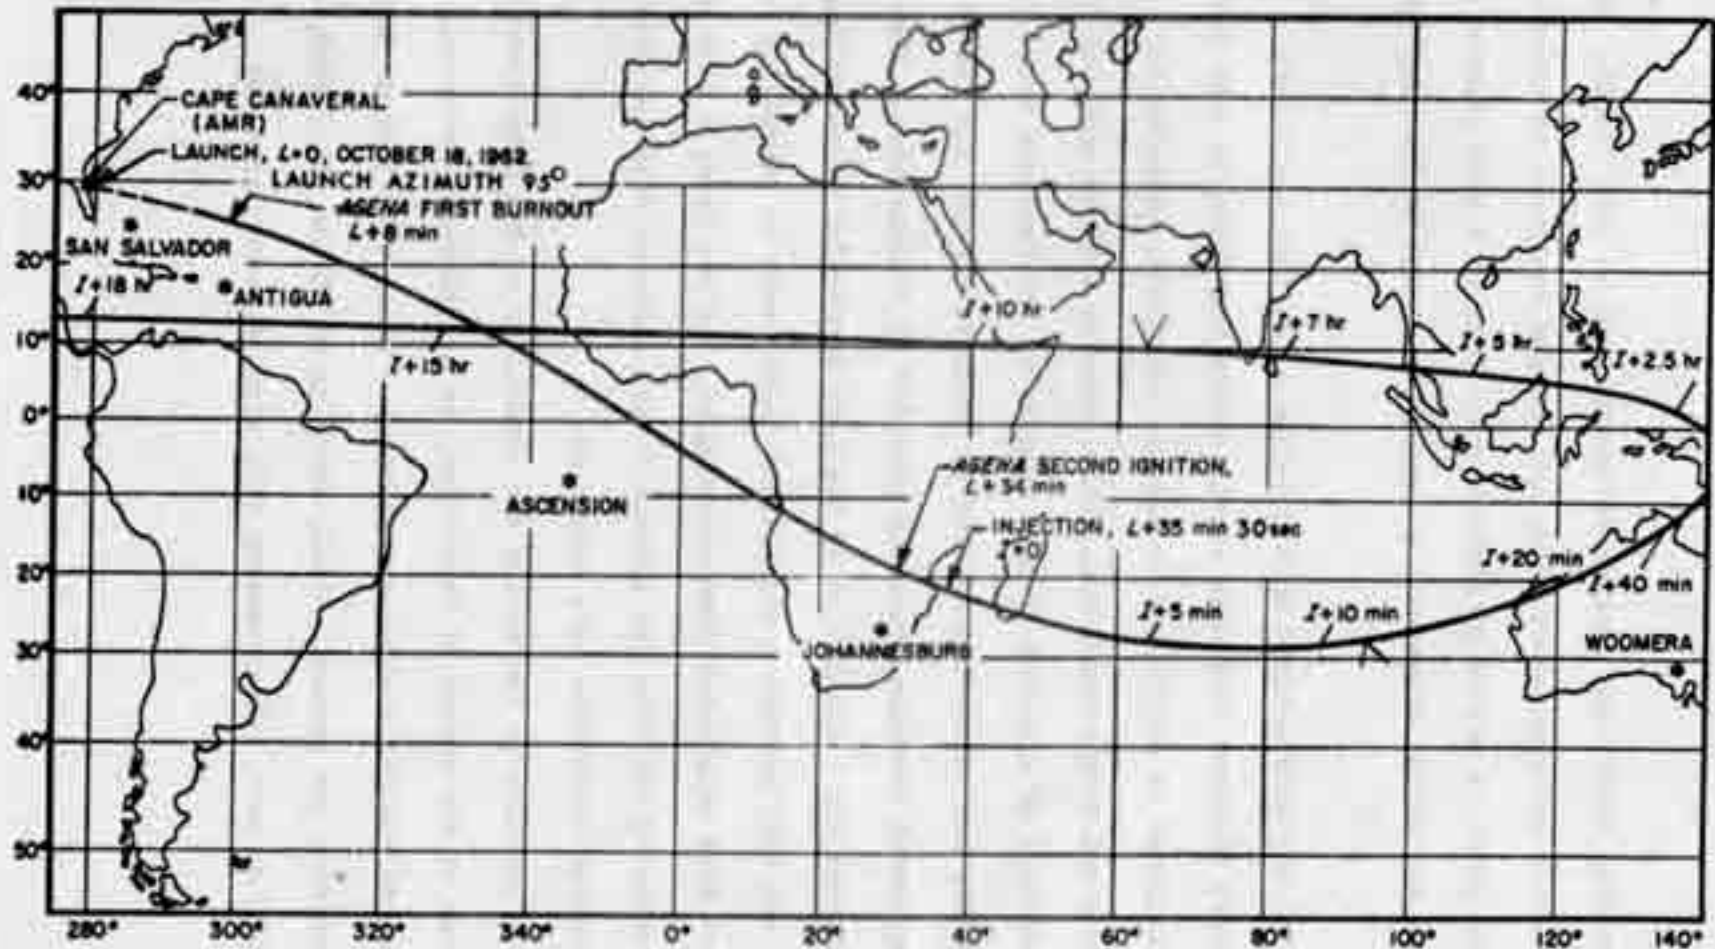 40°
CAPE CANAVERAL
(AMR)
LAUNCH, L=0, OCTOBER 18, 1962
LAUNCH AZIMUTH 95°
30°
AGENA FIRST BURNOUT
L+8 min
SAN SALVADOR
20°
I+18 hr
ANTIGUA
I+10 hr
I+7 hr
I+5 hr
I+2.5 hr
10°
I+15 hr
0°
AGENA SECOND IGNITION,
L+34 min
10°
ASCENSION
INJECTION, L+35 min 30 sec
I=0
20°
I+20 min
I+40 min
I+5 min
I+10 min
30°
JOHANNESBURG
WOOMERA
40°
50°
280° 300° 320° 340° 0° 20° 40° 60° 80° 100° 120° 140°